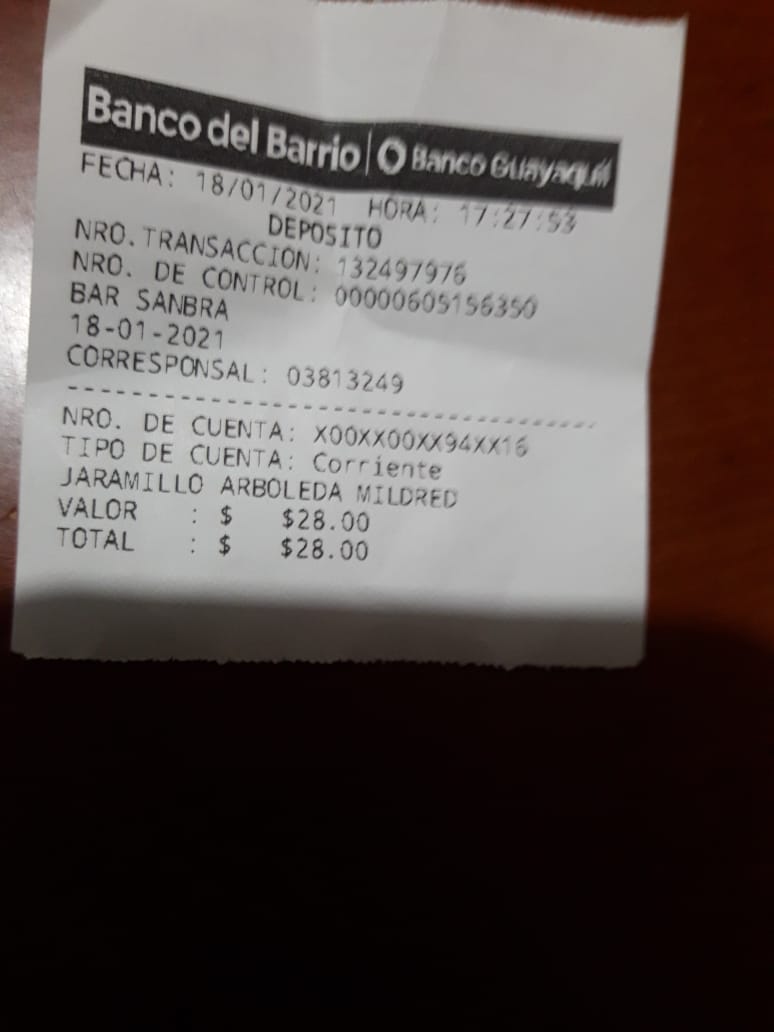 Banco del Barrio | Banco Guayaquil
FECHA: 18/01/2021 HORA: 17:27:53
DEPOSITO
NRO.TRANSACCION: 132497976
NRO. DE CONTROL: 00000605156350
BAR SANBRA
18-01-2021
CORRESPONSAL: 03813249
--------------------------------
NRO. DE CUENTA: X00XX00XX94XX16
TIPO DE CUENTA: Corriente
JARAMILLO ARBOLEDA MILDRED
VALOR : $ $28.00
TOTAL : $ $28.00